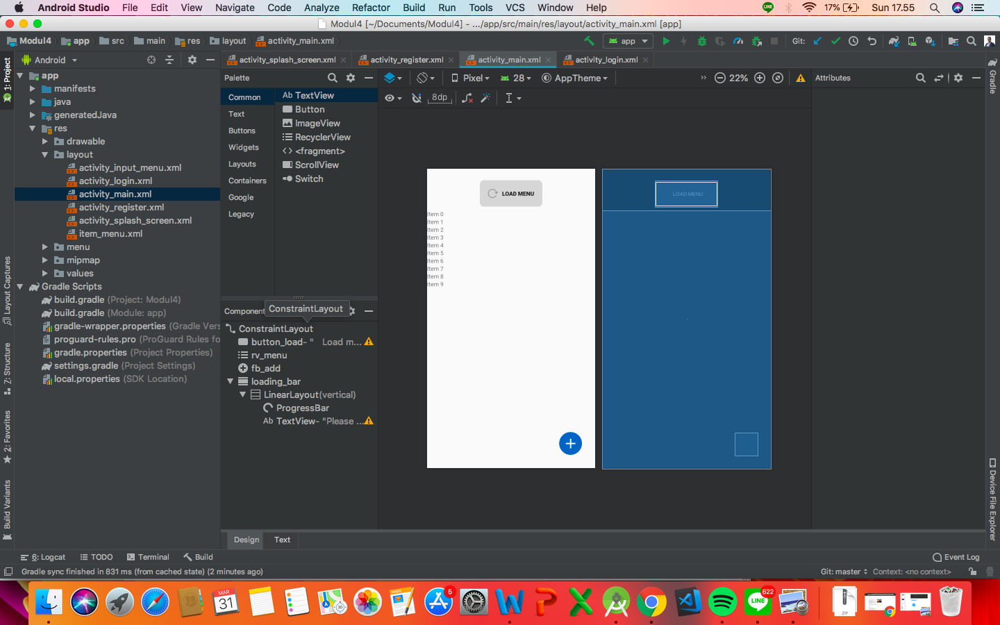 Android Studio File Edit View Navigate Code Analyze Refactor Build Run Tools VCS Window Help LINE 17% Sun 17.55
Modul4 [~/Documents/Modul4] - .../app/src/main/res/layout/activity_main.xml [app]
Modul4 app src main res layout activity_main.xml app Git:
1: Project
Android
activity_splash_screen.xml activity_register.xml activity_main.xml activity_login.xml
app
manifests
java
generatedJava
res
drawable
layout
activity_input_menu.xml
activity_login.xml
activity_main.xml
activity_register.xml
activity_splash_screen.xml
item_menu.xml
menu
mipmap
values
Gradle Scripts
build.gradle (Project: Modul4)
build.gradle (Module: app)
gradle-wrapper.properties (Gradle Vers
proguard-rules.pro (ProGuard Rules fo
gradle.properties (Project Properties)
settings.gradle (Project Settings)
local.properties (SDK Location)
Layout Captures
7: Structure
2: Favorites
Build Variants
Palette
Common
Text
Buttons
Widgets
Layouts
Containers
Google
Legacy
Ab TextView
Button
ImageView
RecyclerView
<fragment>
ScrollView
Switch
Component
ConstraintLayout
ConstraintLayout
button_load- " Load m...
rv_menu
fb_add
loading_bar
LinearLayout(vertical)
ProgressBar
Ab TextView- "Please ...
Pixel 28 AppTheme » 22%
8dp
LOAD MENU
Item 0
Item 1
Item 2
Item 3
Item 4
Item 5
Item 6
Item 7
Item 8
Item 9
LOAD MENU
Attributes
Gradle
Device File Explorer
Design Text
6: Logcat TODO Terminal Build Event Log
Gradle sync finished in 831 ms (from cached state) (2 minutes ago) Git: master Context: <no context>
MAR
31
30
5
W P X
LINE
622
ZIP